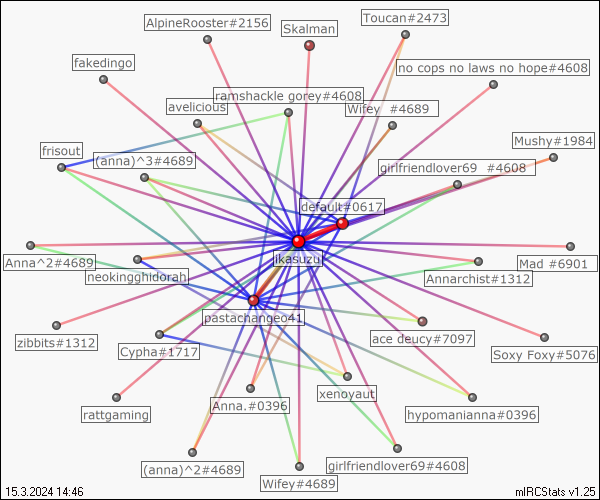 AlpineRooster#2156
Skalman
Toucan#2473
fakedingo
no cops no laws no hope#4608
ramshackle gorey#4608
avelicious
Wifey #4689
Mushy#1984
frisout
(anna)^3#4689
girlfriendlover69 #4608
default#0617
jkasuzu
Anna^2#4689
neokingghidorah
Annarchist#1312
Mad #6901
pastachangeo41
zibbits#1312
Cypha#1717
ace deucy#7097
Soxy Foxy#5076
rattgaming
Anna.#0396
xenoyaut
hypomanianna#0396
(anna)^2#4689
Wifey#4689
girlfriendlover69#4608
15.3.2024 14:46
mIRCStats v1.25